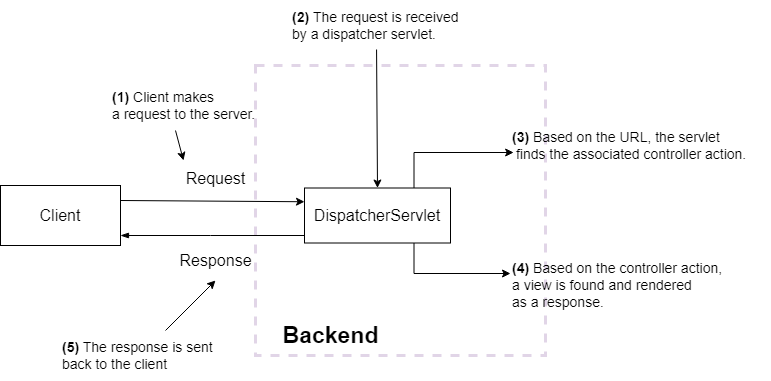 (2) The request is received
by a dispatcher servlet.
(1) Client makes
a request to the server.
(3) Based on the URL, the servlet
finds the associated controller action.
Request
Client
DispatcherServlet
Response
(4) Based on the controller action,
a view is found and rendered
as a response.
Backend
(5) The response is sent
back to the client